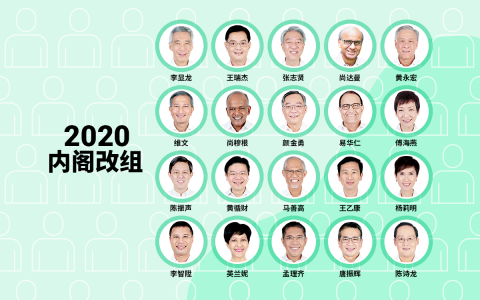 2020
内阁改组
李显龙 王瑞杰 张志贤 尚达曼 黄永宏
维文 尚穆根 颜金勇 易华仁 傅海燕
陈振声 黄循财 马善高 王乙康 杨莉明
李智陞 英兰妮 孟理齐 唐振辉 陈诗龙